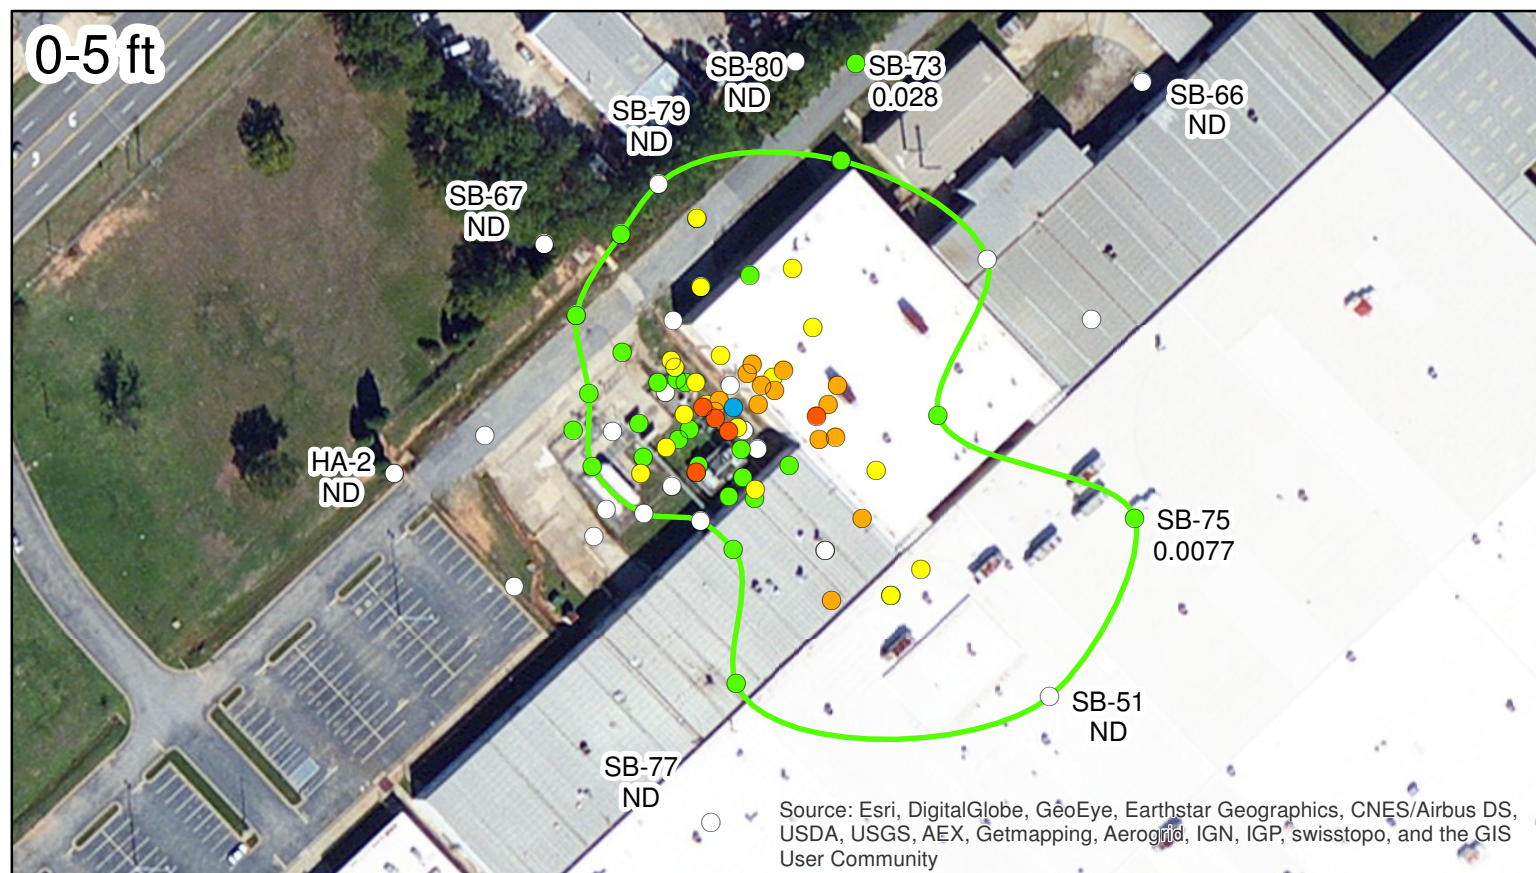 0-5 ft
SB-80
ND
SB-73
0.028
SB-66
ND
SB-79
ND
SB-67
ND
HA-2
ND
SB-75
0.0077
SB-51
ND
SB-77
ND
Source: Esri, DigitalGlobe, GeoEye, Earthstar Geographics, CNES/Airbus DS,
USDA, USGS, AEX, Getmapping, Aerogrid, IGN, IGP, swisstopo, and the GIS
User Community